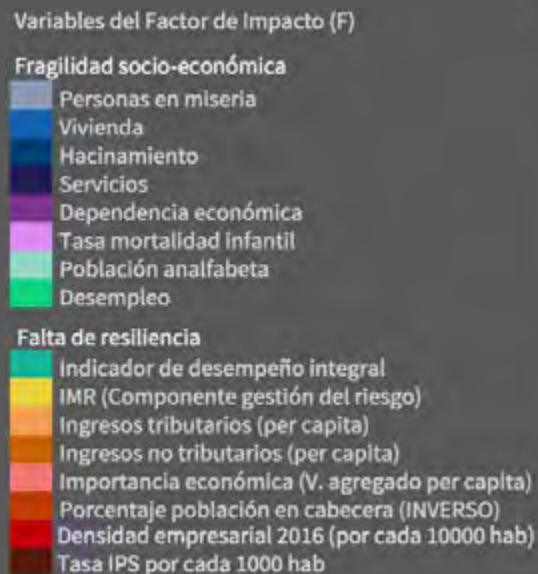 Variables del Factor de Impacto (F)
Fragilidad socio-económica
Personas en miseria
Vivienda
Hacinamiento
Servicios
Dependencia económica
Tasa mortalidad infantil
Población analfabeta
Desempleo
Falta de resiliencia
Indicador de desempeño integral
IMR (Componente gestión del riesgo)
Ingresos tributarios (per capita)
Ingresos no tributarios (per capita)
Importancia económica (V. agregado per capita)
Porcentaje población en cabecera (INVERSO)
Densidad empresarial 2016 (por cada 10000 hab)
Tasa IPS por cada 1000 hab